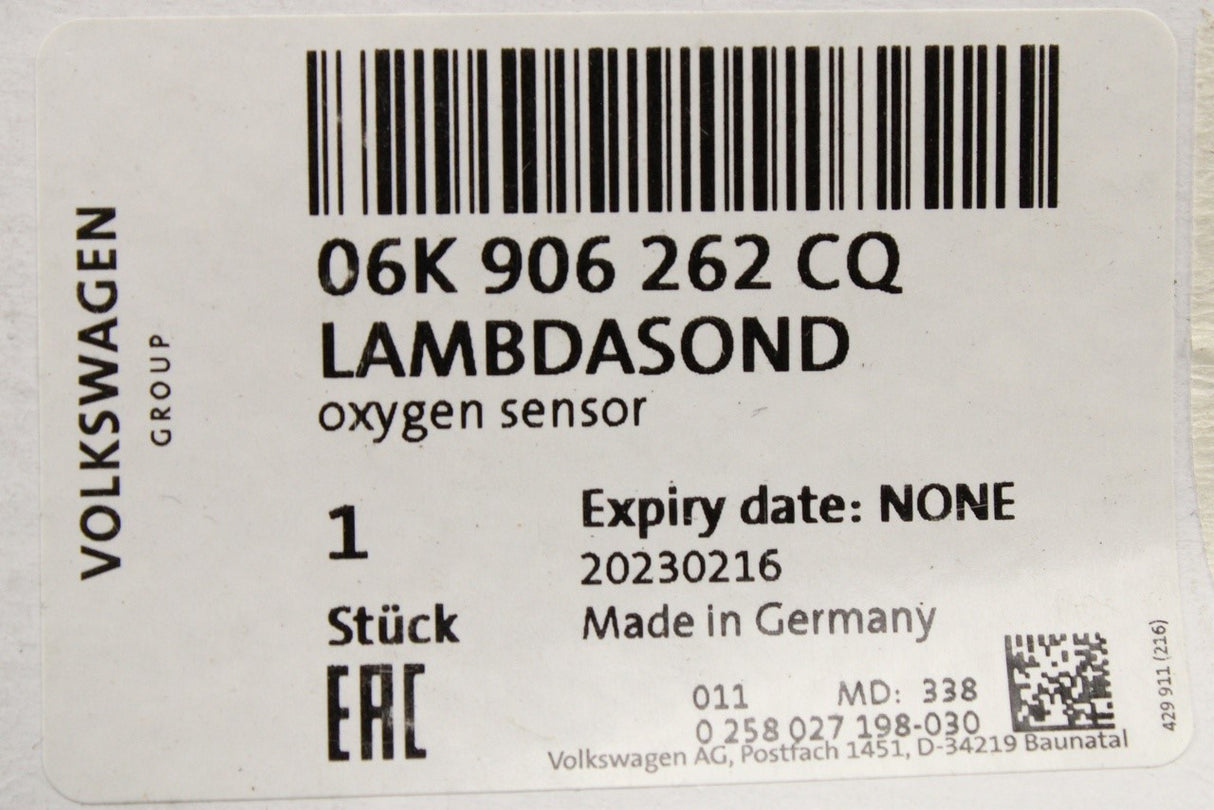 VOLKSWAGEN
GROUP
06K 906 262 CQ
LAMBDASOND
oxygen sensor
1
Stück
EAC
Expiry date: NONE
20230216
Made in Germany
011 MD: 338
0 258 027 198-030
Volkswagen AG, Postfach 1451, D-34219 Baunatal
429 911 (216)